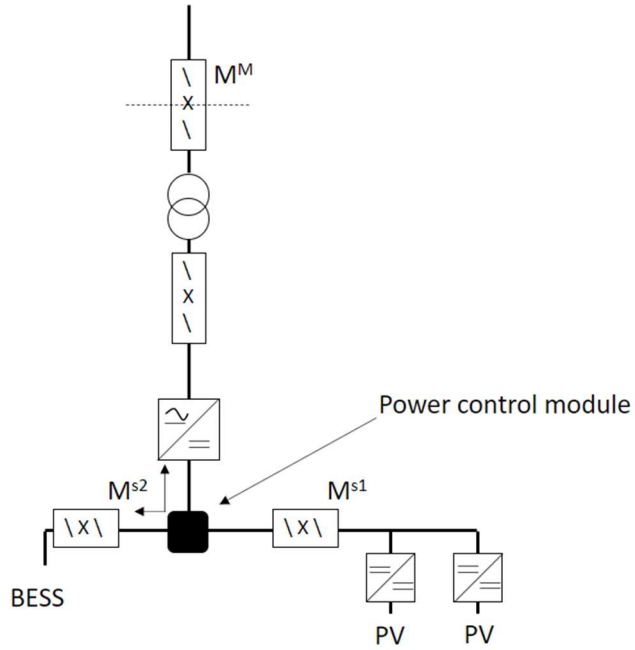 M^M
\
X
\
\
X
\
Power control module
M^s2
M^s1
\ X \
\ X \
BESS
PV
PV